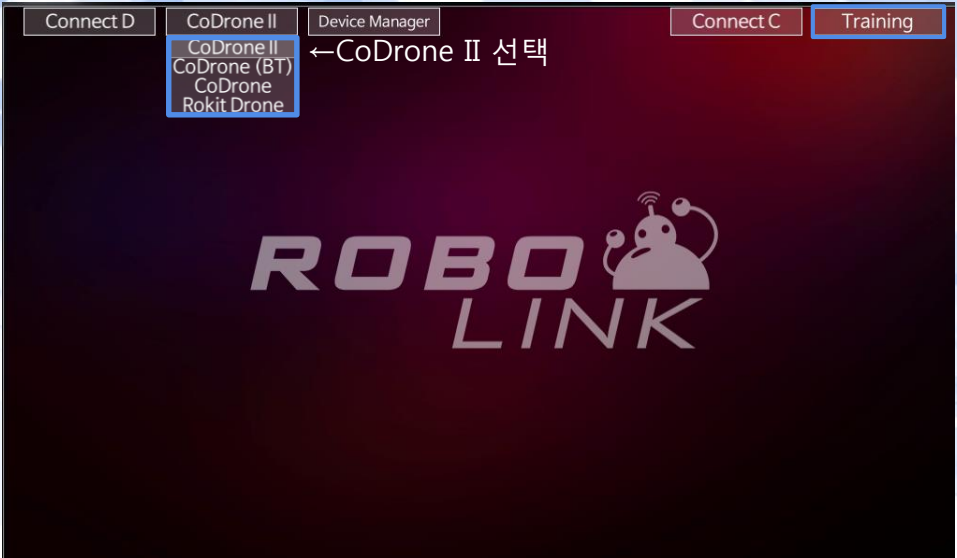 Connect D
CoDrone II
Device Manager
Connect C
Training
CoDrone II
←CoDrone II 선택
CoDrone (BT)
CoDrone
Rokit Drone
ROBO
LINK